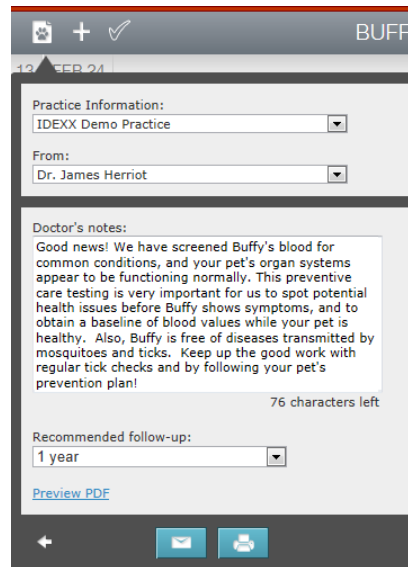 BUFF
13 FEB 24
Practice Information:
IDEXX Demo Practice
From:
Dr. James Herriot
Doctor's notes:
Good news! We have screened Buffy's blood for
common conditions, and your pet's organ systems
appear to be functioning normally. This preventive
care testing is very important for us to spot potential
health issues before Buffy shows symptoms, and to
obtain a baseline of blood values while your pet is
healthy.  Also, Buffy is free of diseases transmitted by
mosquitoes and ticks.  Keep up the good work with
regular tick checks and by following your pet's
prevention plan!
76 characters left
Recommended follow-up:
1 year
Preview PDF